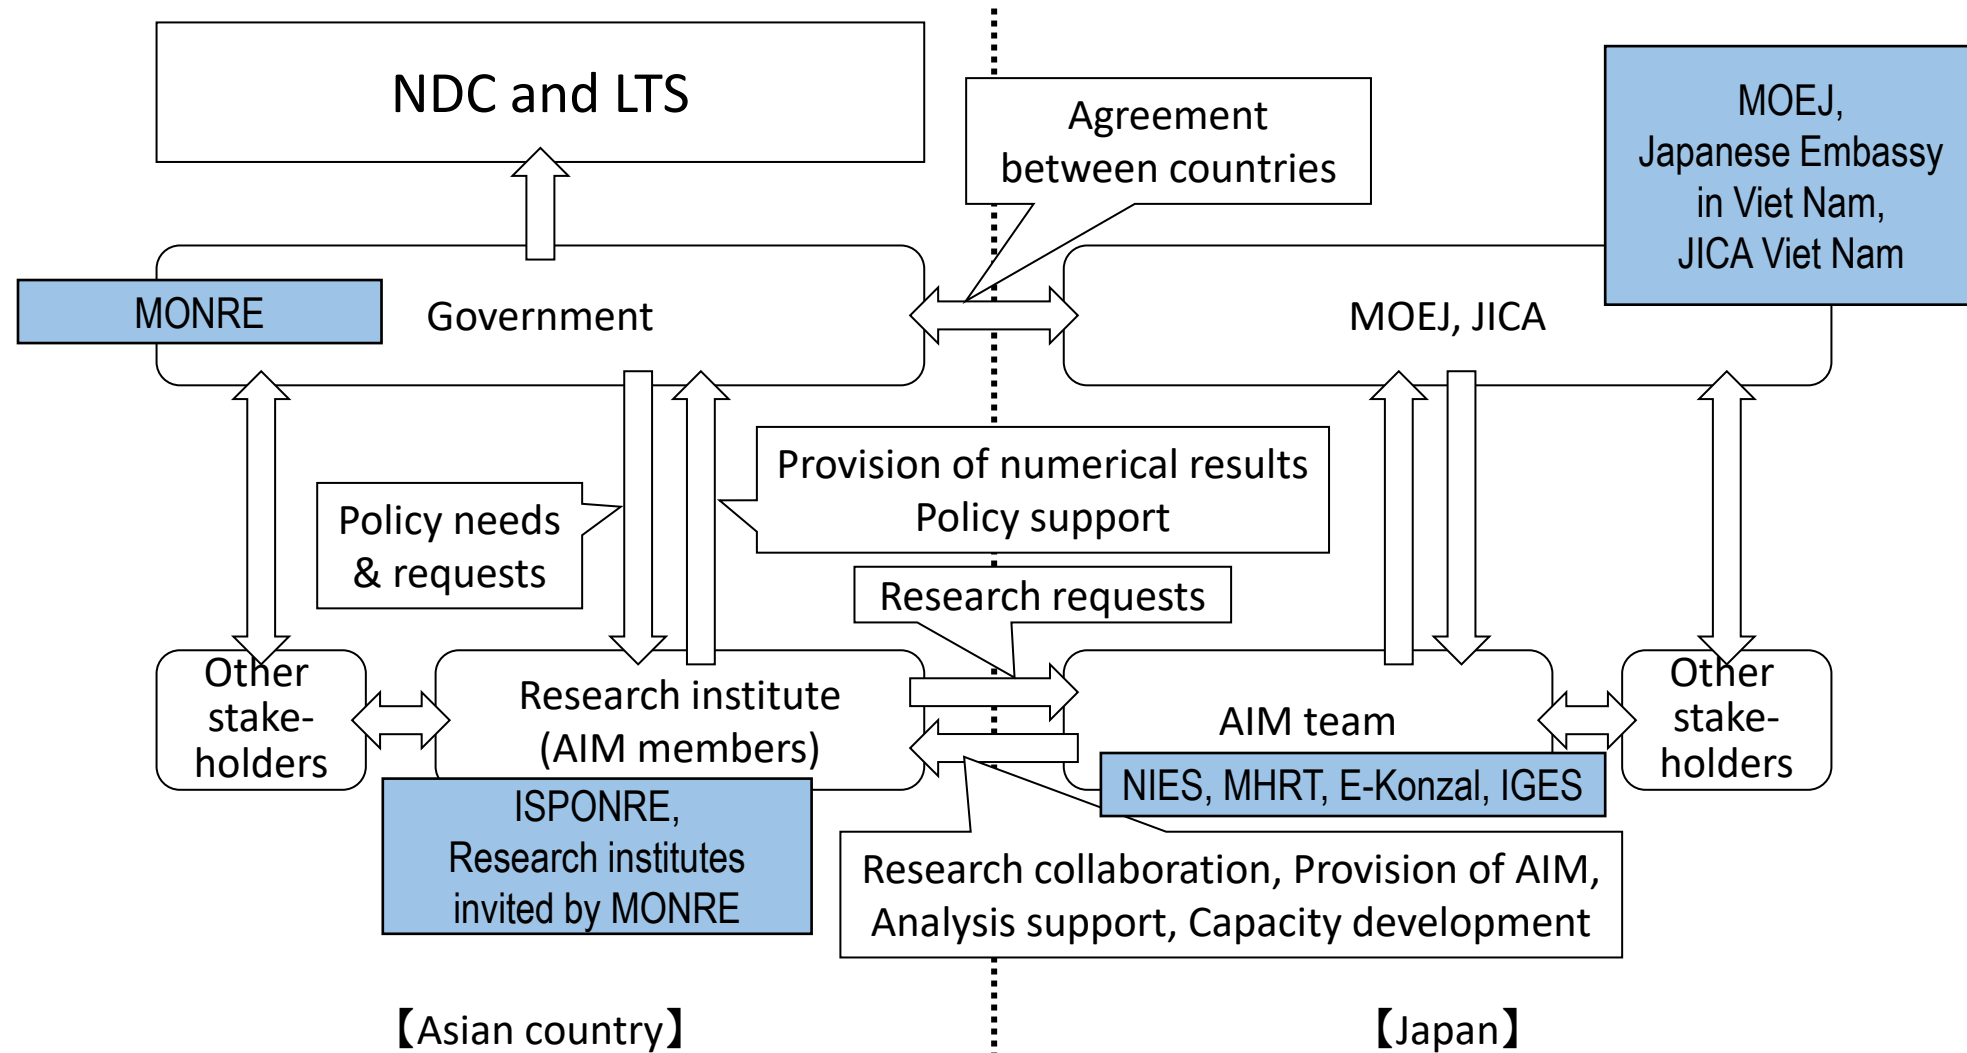 NDC and LTS
Agreement
between countries
MOEJ,
Japanese Embassy
in Viet Nam,
JICA Viet Nam
MONRE
Government
MOEJ, JICA
Provision of numerical results
Policy support
Policy needs
& requests
Research requests
Other
stake-
holders
Research institute
(AIM members)
AIM team
Other
stake-
holders
NIES, MHRT, E-Konzal, IGES
ISPONRE,
Research institutes
invited by MONRE
Research collaboration, Provision of AIM,
Analysis support, Capacity development
【Asian country】
【Japan】